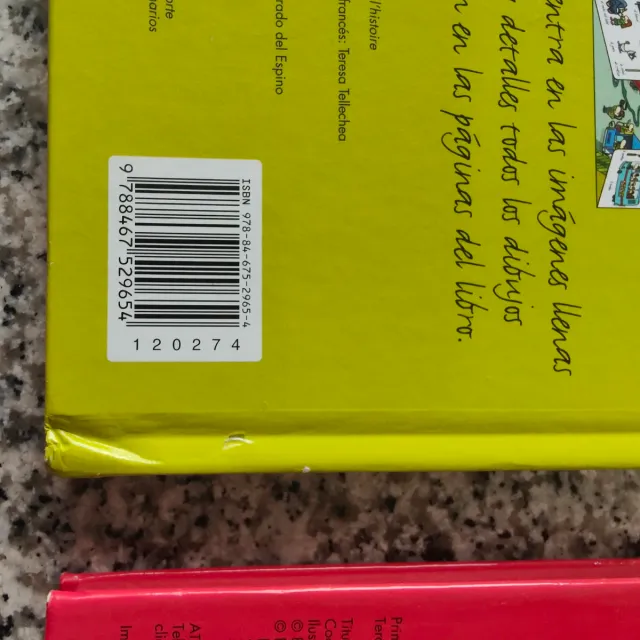 entra en las imágenes llenas
detalles todos los dibujos
en las páginas del libro.
l'histoire
francés: Teresa Tellechea
rado del Espino
orte
narios
ISBN 978-84-675-2965-4
9 788467 529654
120274